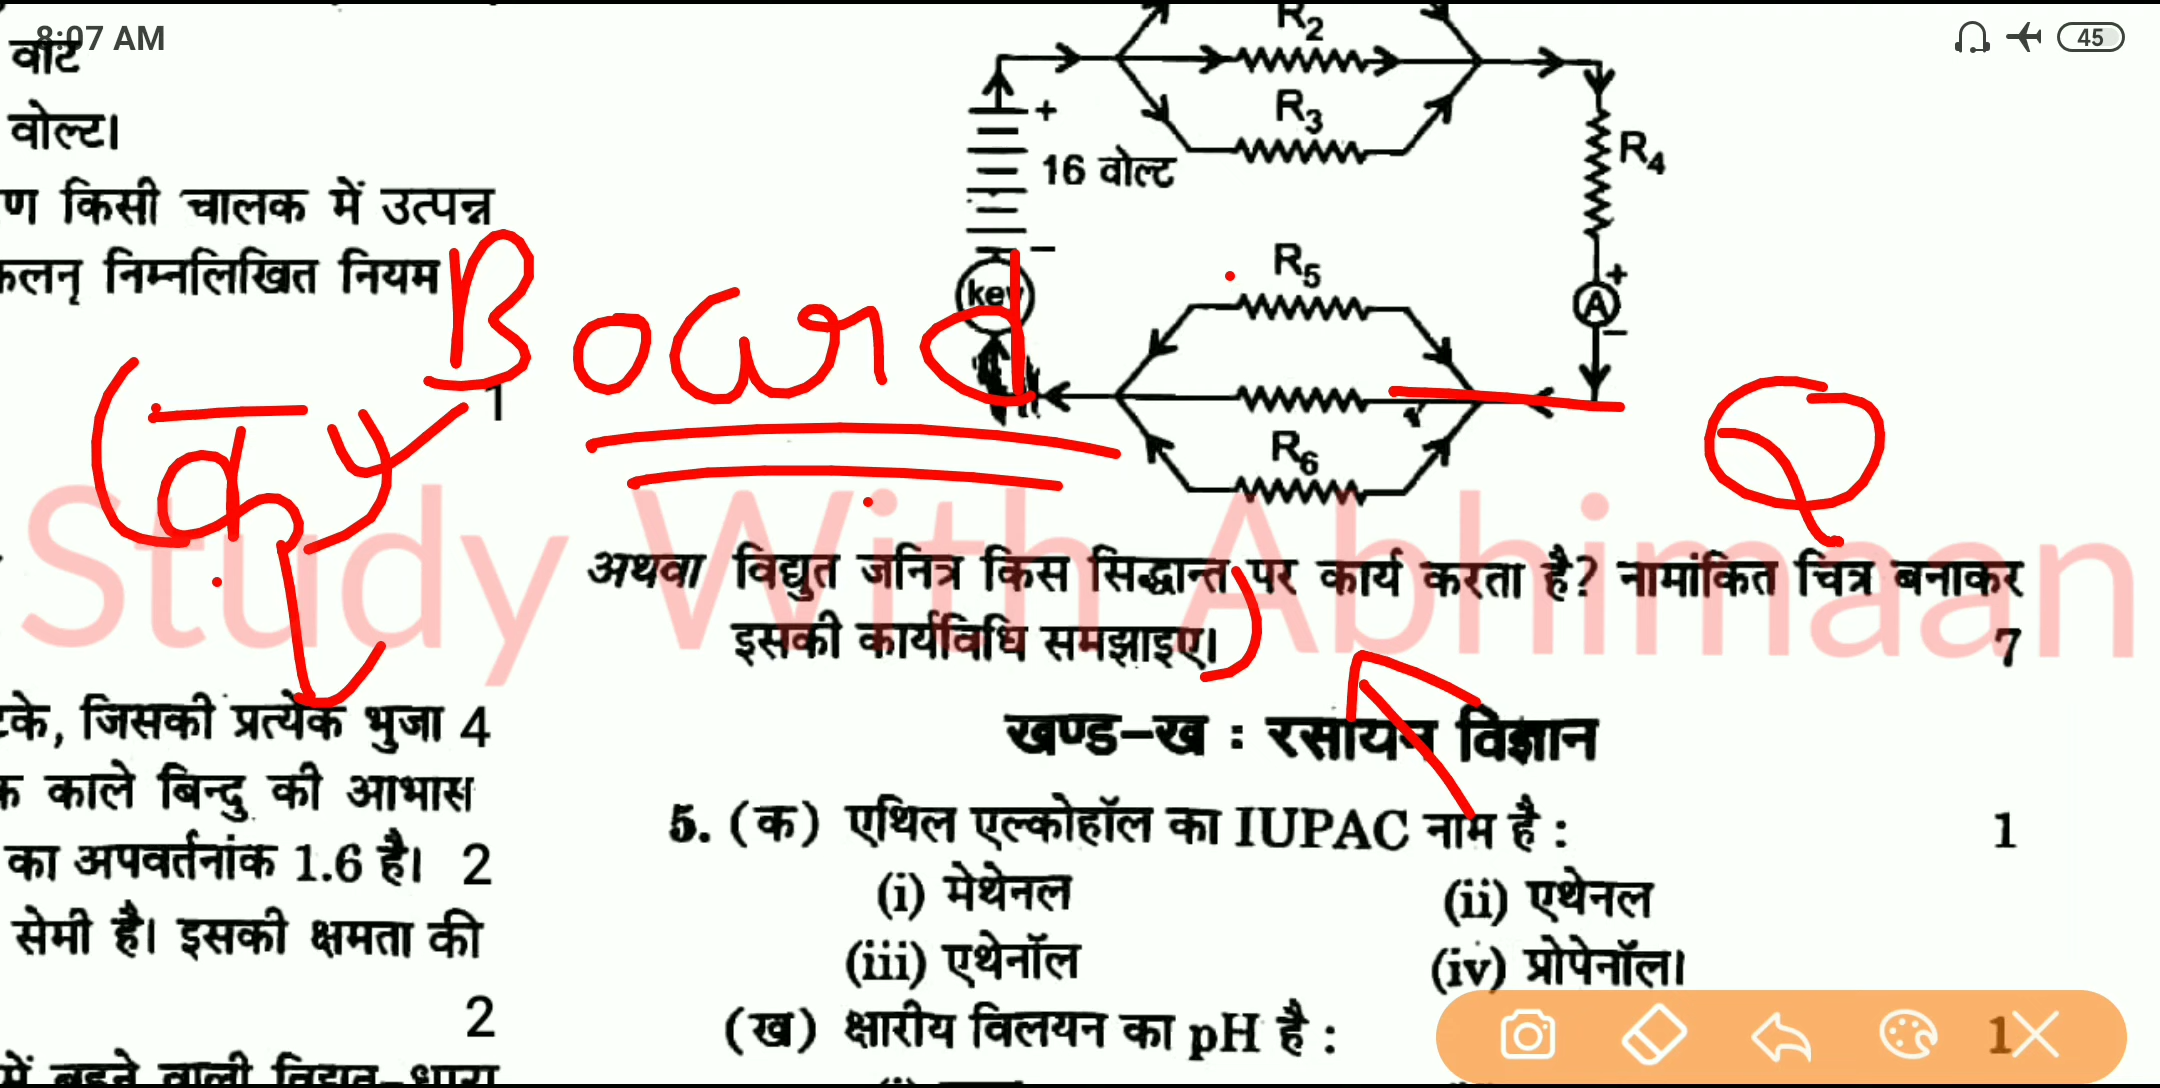 8:07 AM
45
वाट
वोल्ट।
ण किसी चालक में उत्पन्न
निम्नलिखित नियम
1
के, जिसकी प्रत्येक भुजा 4
काले बिन्दु की आभास
का अपवर्तनांक 1.6 है। 2
सेमी है। इसकी क्षमता की
2
में बहने वाली विद्युत-धारा
R2
R3
+
16 वोल्ट
R4
−
key
R5
+
A
−
R6
Board
Q
Study With Abhimaan
अथवा विद्युत जनित्र किस सिद्धान्त पर कार्य करता है? नामांकित चित्र बनाकर
इसकी कार्यविधि समझाइए। 7
खण्ड-ख : रसायन विज्ञान
5. (क) एथिल एल्कोहॉल का IUPAC नाम है : 1
(i) मेथेनल (ii) एथेनल
(iii) एथेनॉल (iv) प्रोपेनॉल।
(ख) क्षारीय विलयन का pH है : 1